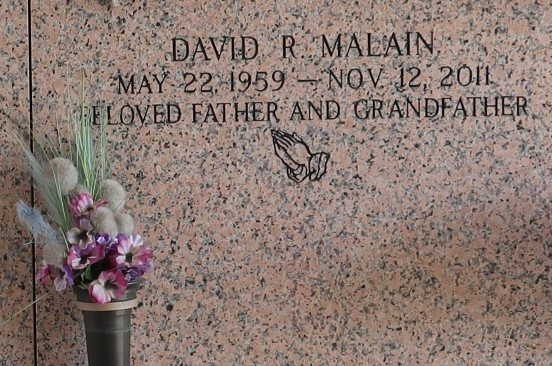 DAVID R MALAIN
MAY 22, 1959 — NOV. 12, 2011
BELOVED FATHER AND GRANDFATHER